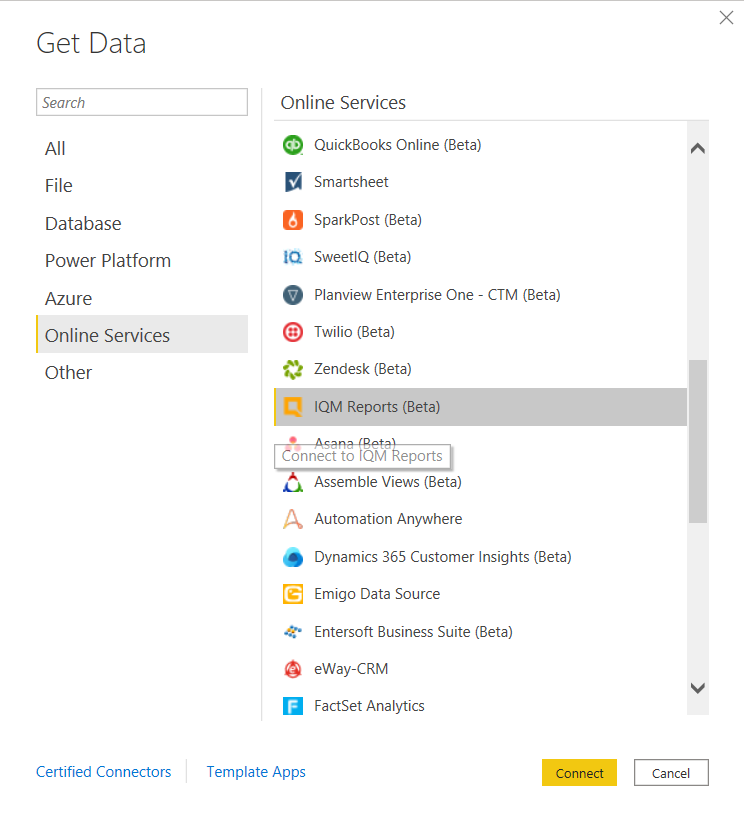 Get Data
Search
All
File
Database
Power Platform
Azure
Online Services
Other
Online Services
QuickBooks Online (Beta)
Smartsheet
SparkPost (Beta)
SweetIQ (Beta)
Planview Enterprise One - CTM (Beta)
Twilio (Beta)
Zendesk (Beta)
IQM Reports (Beta)
Asana (Beta)
Connect to IQM Reports
Assemble Views (Beta)
Automation Anywhere
Dynamics 365 Customer Insights (Beta)
Emigo Data Source
Entersoft Business Suite (Beta)
eWay-CRM
FactSet Analytics
Certified Connectors
Template Apps
Connect
Cancel